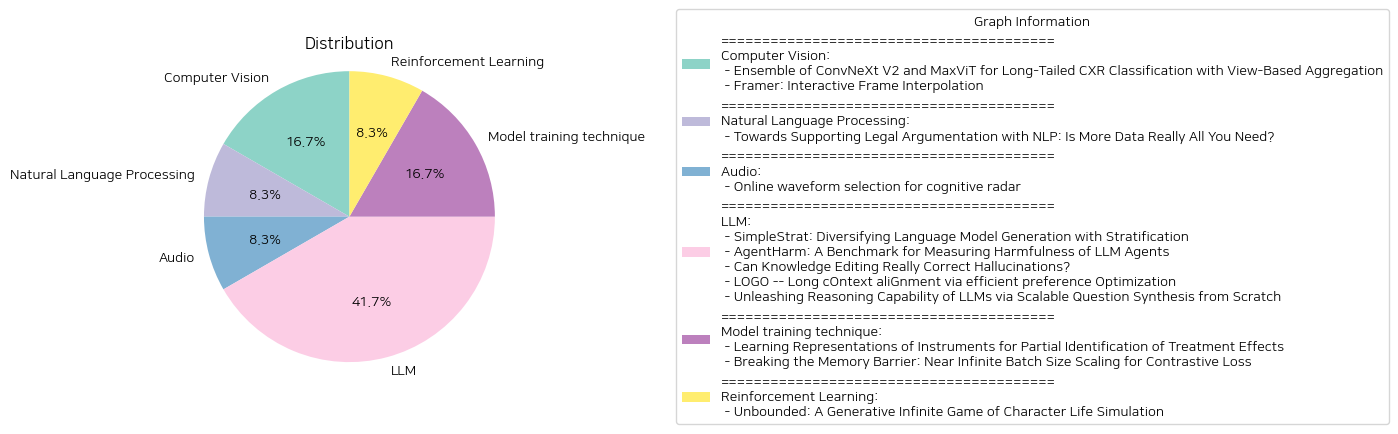 Distribution
Reinforcement Learning
Computer Vision
Model training technique
Natural Language Processing
Audio
LLM
16.7%
8.3%
16.7%
8.3%
8.3%
41.7%
Graph Information
========================================
Computer Vision:
- Ensemble of ConvNeXt V2 and MaxViT for Long-Tailed CXR Classification with View-Based Aggregation
- Framer: Interactive Frame Interpolation
========================================
Natural Language Processing:
- Towards Supporting Legal Argumentation with NLP: Is More Data Really All You Need?
========================================
Audio:
- Online waveform selection for cognitive radar
========================================
LLM:
- SimpleStrat: Diversifying Language Model Generation with Stratification
- AgentHarm: A Benchmark for Measuring Harmfulness of LLM Agents
- Can Knowledge Editing Really Correct Hallucinations?
- LOGO -- Long cOntext aliGnment via efficient preference Optimization
- Unleashing Reasoning Capability of LLMs via Scalable Question Synthesis from Scratch
========================================
Model training technique:
- Learning Representations of Instruments for Partial Identification of Treatment Effects
- Breaking the Memory Barrier: Near Infinite Batch Size Scaling for Contrastive Loss
========================================
Reinforcement Learning:
- Unbounded: A Generative Infinite Game of Character Life Simulation